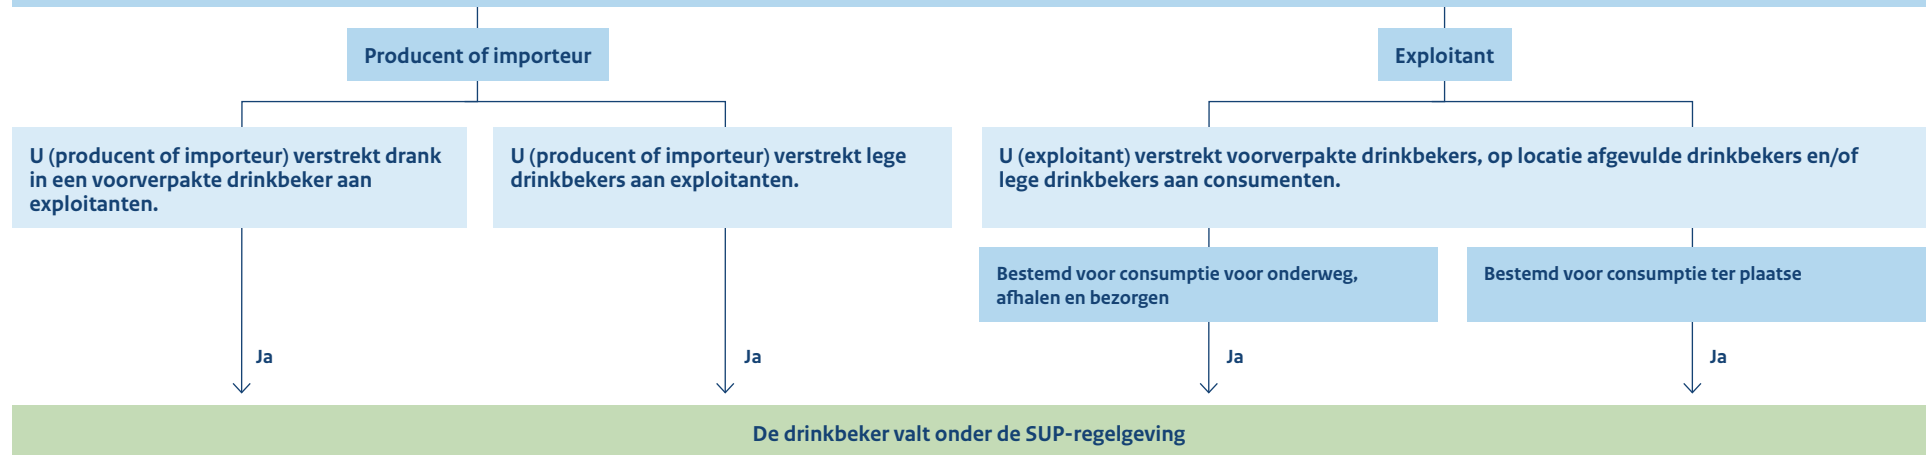 Producent of importeur
Exploitant
U (producent of importeur) verstrekt drank
in een voorverpakte drinkbeker aan
exploitanten.
U (producent of importeur) verstrekt lege
drinkbekers aan exploitanten.
U (exploitant) verstrekt voorverpakte drinkbekers, op locatie afgevulde drinkbekers en/of
lege drinkbekers aan consumenten.
Bestemd voor consumptie voor onderweg,
afhalen en bezorgen
Bestemd voor consumptie ter plaatse
Ja
Ja
Ja
Ja
De drinkbeker valt onder de SUP-regelgeving